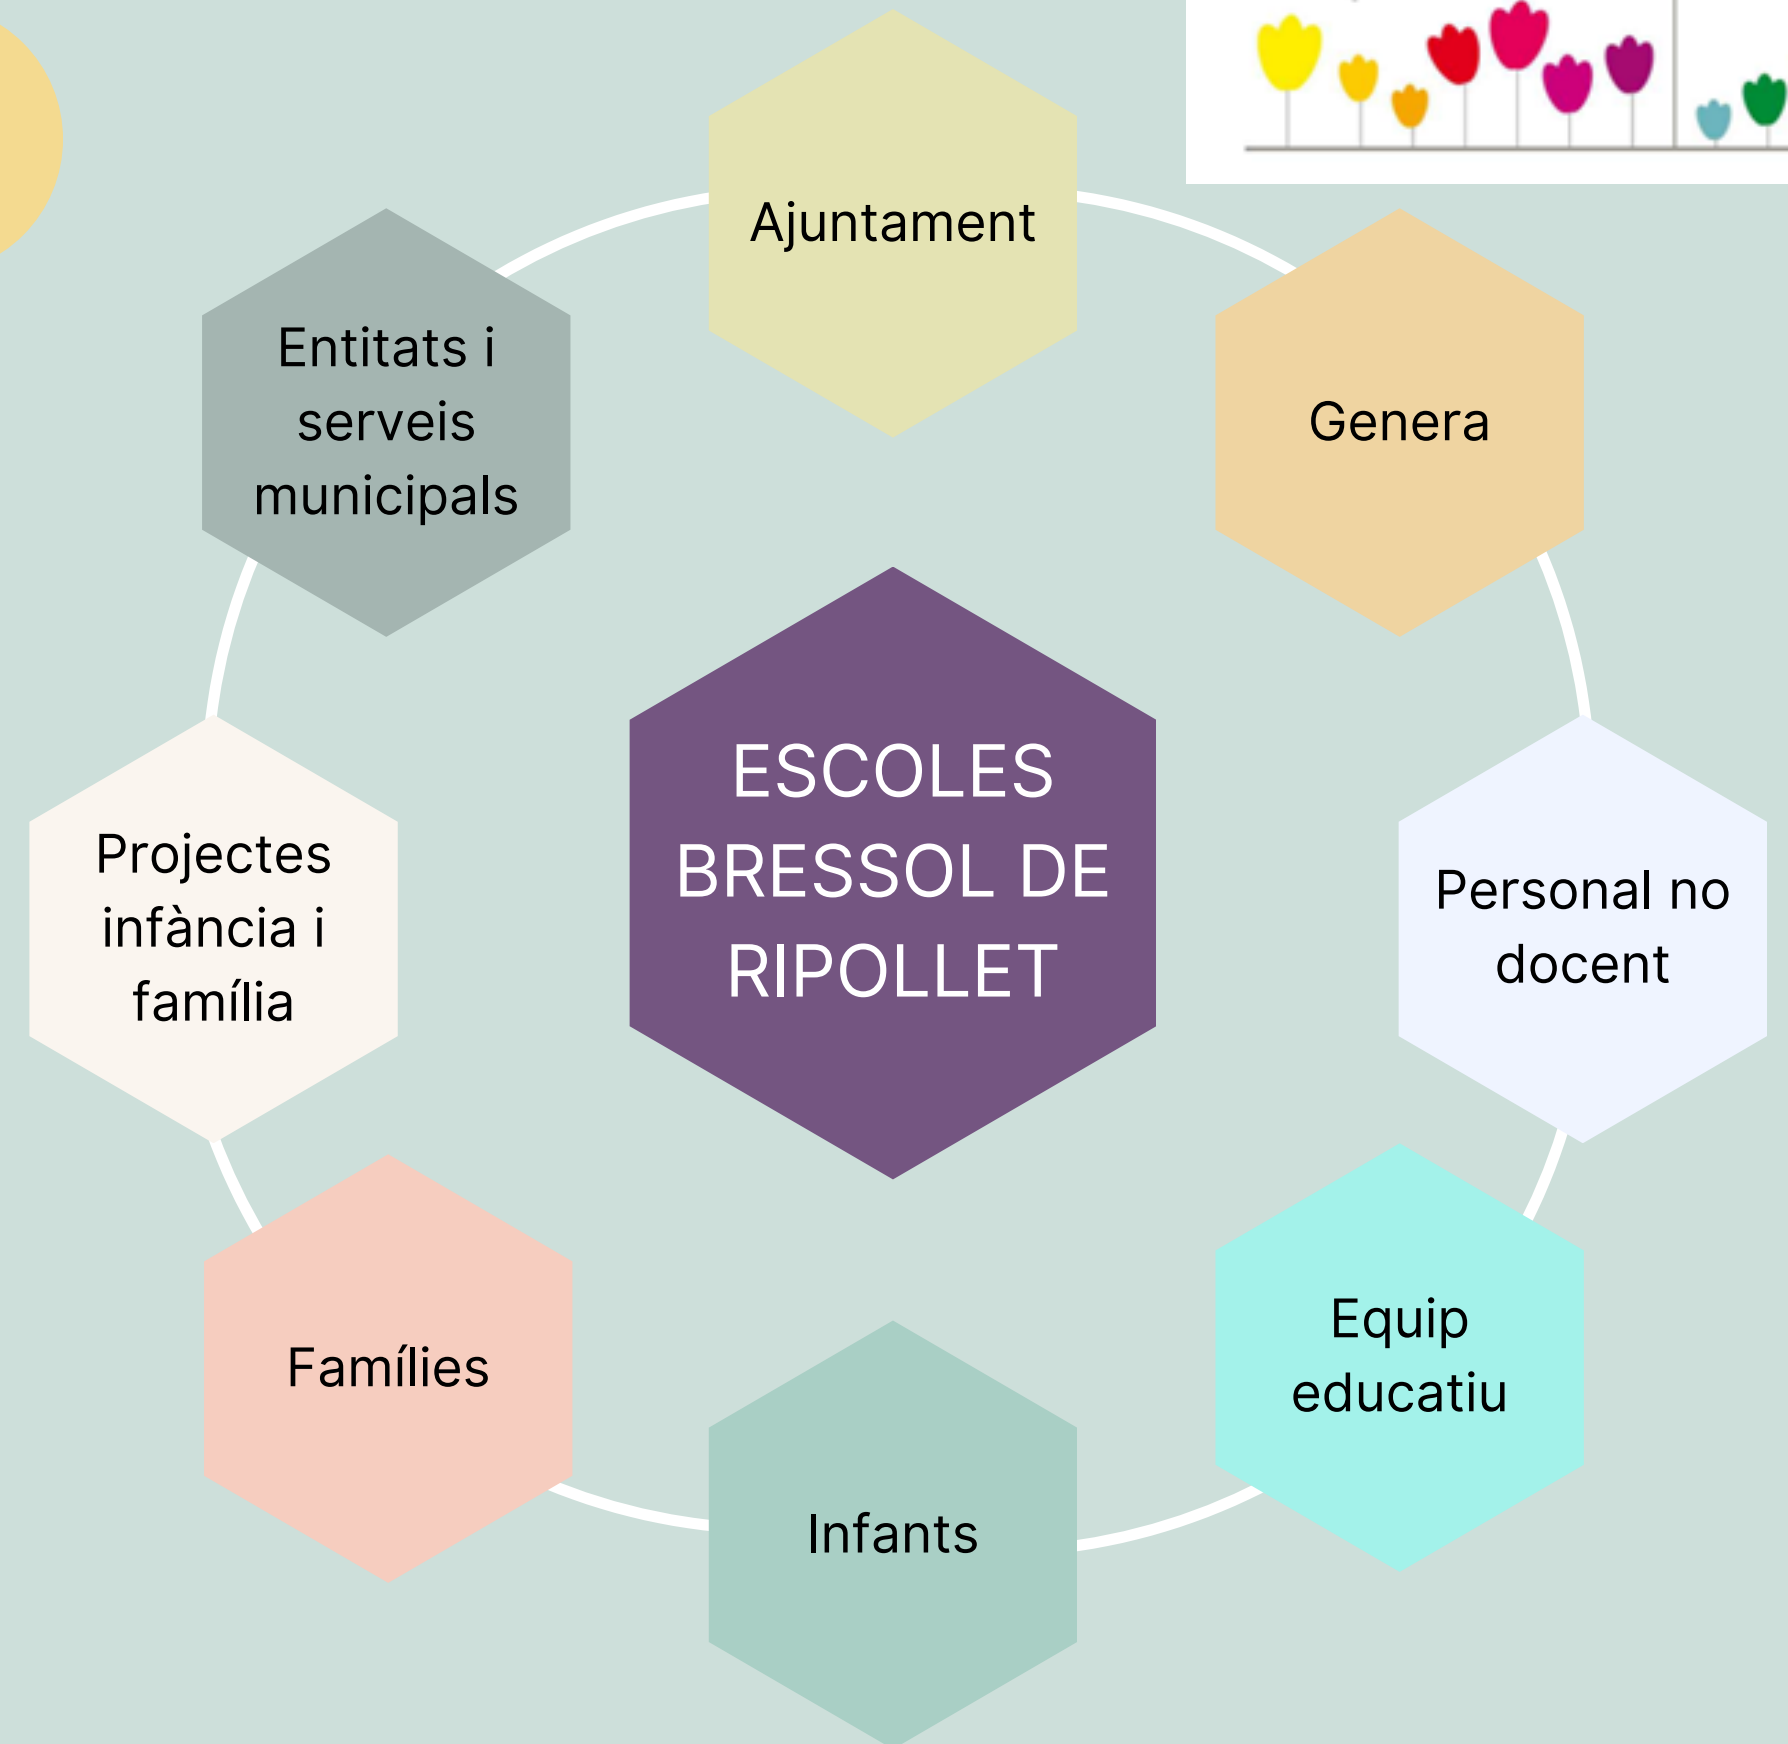 Ajuntament
Genera
Personal no
docent
Equip
educatiu
Infants
Famílies
Projectes
infància i
família
Entitats i
serveis
municipals
ESCOLES
BRESSOL DE
RIPOLLET